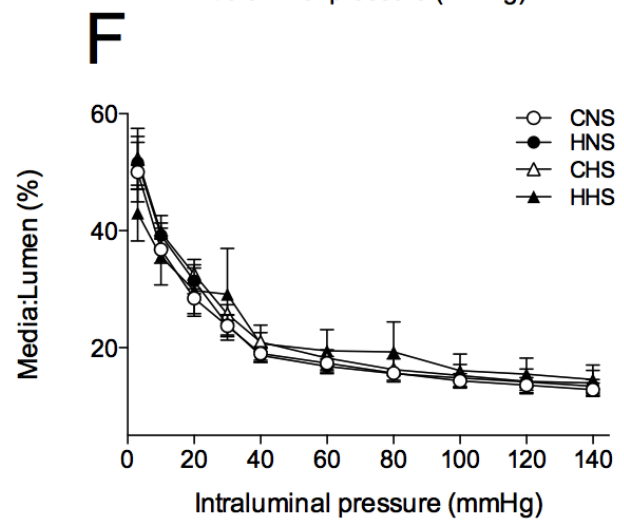 F
60
40
20
Media:Lumen (%)
CNS
HNS
CHS
HHS
0 20 40 60 80 100 120 140
Intraluminal pressure (mmHg)